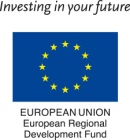 Investing in your future
EUROPEAN UNION
European Regional
Development Fund